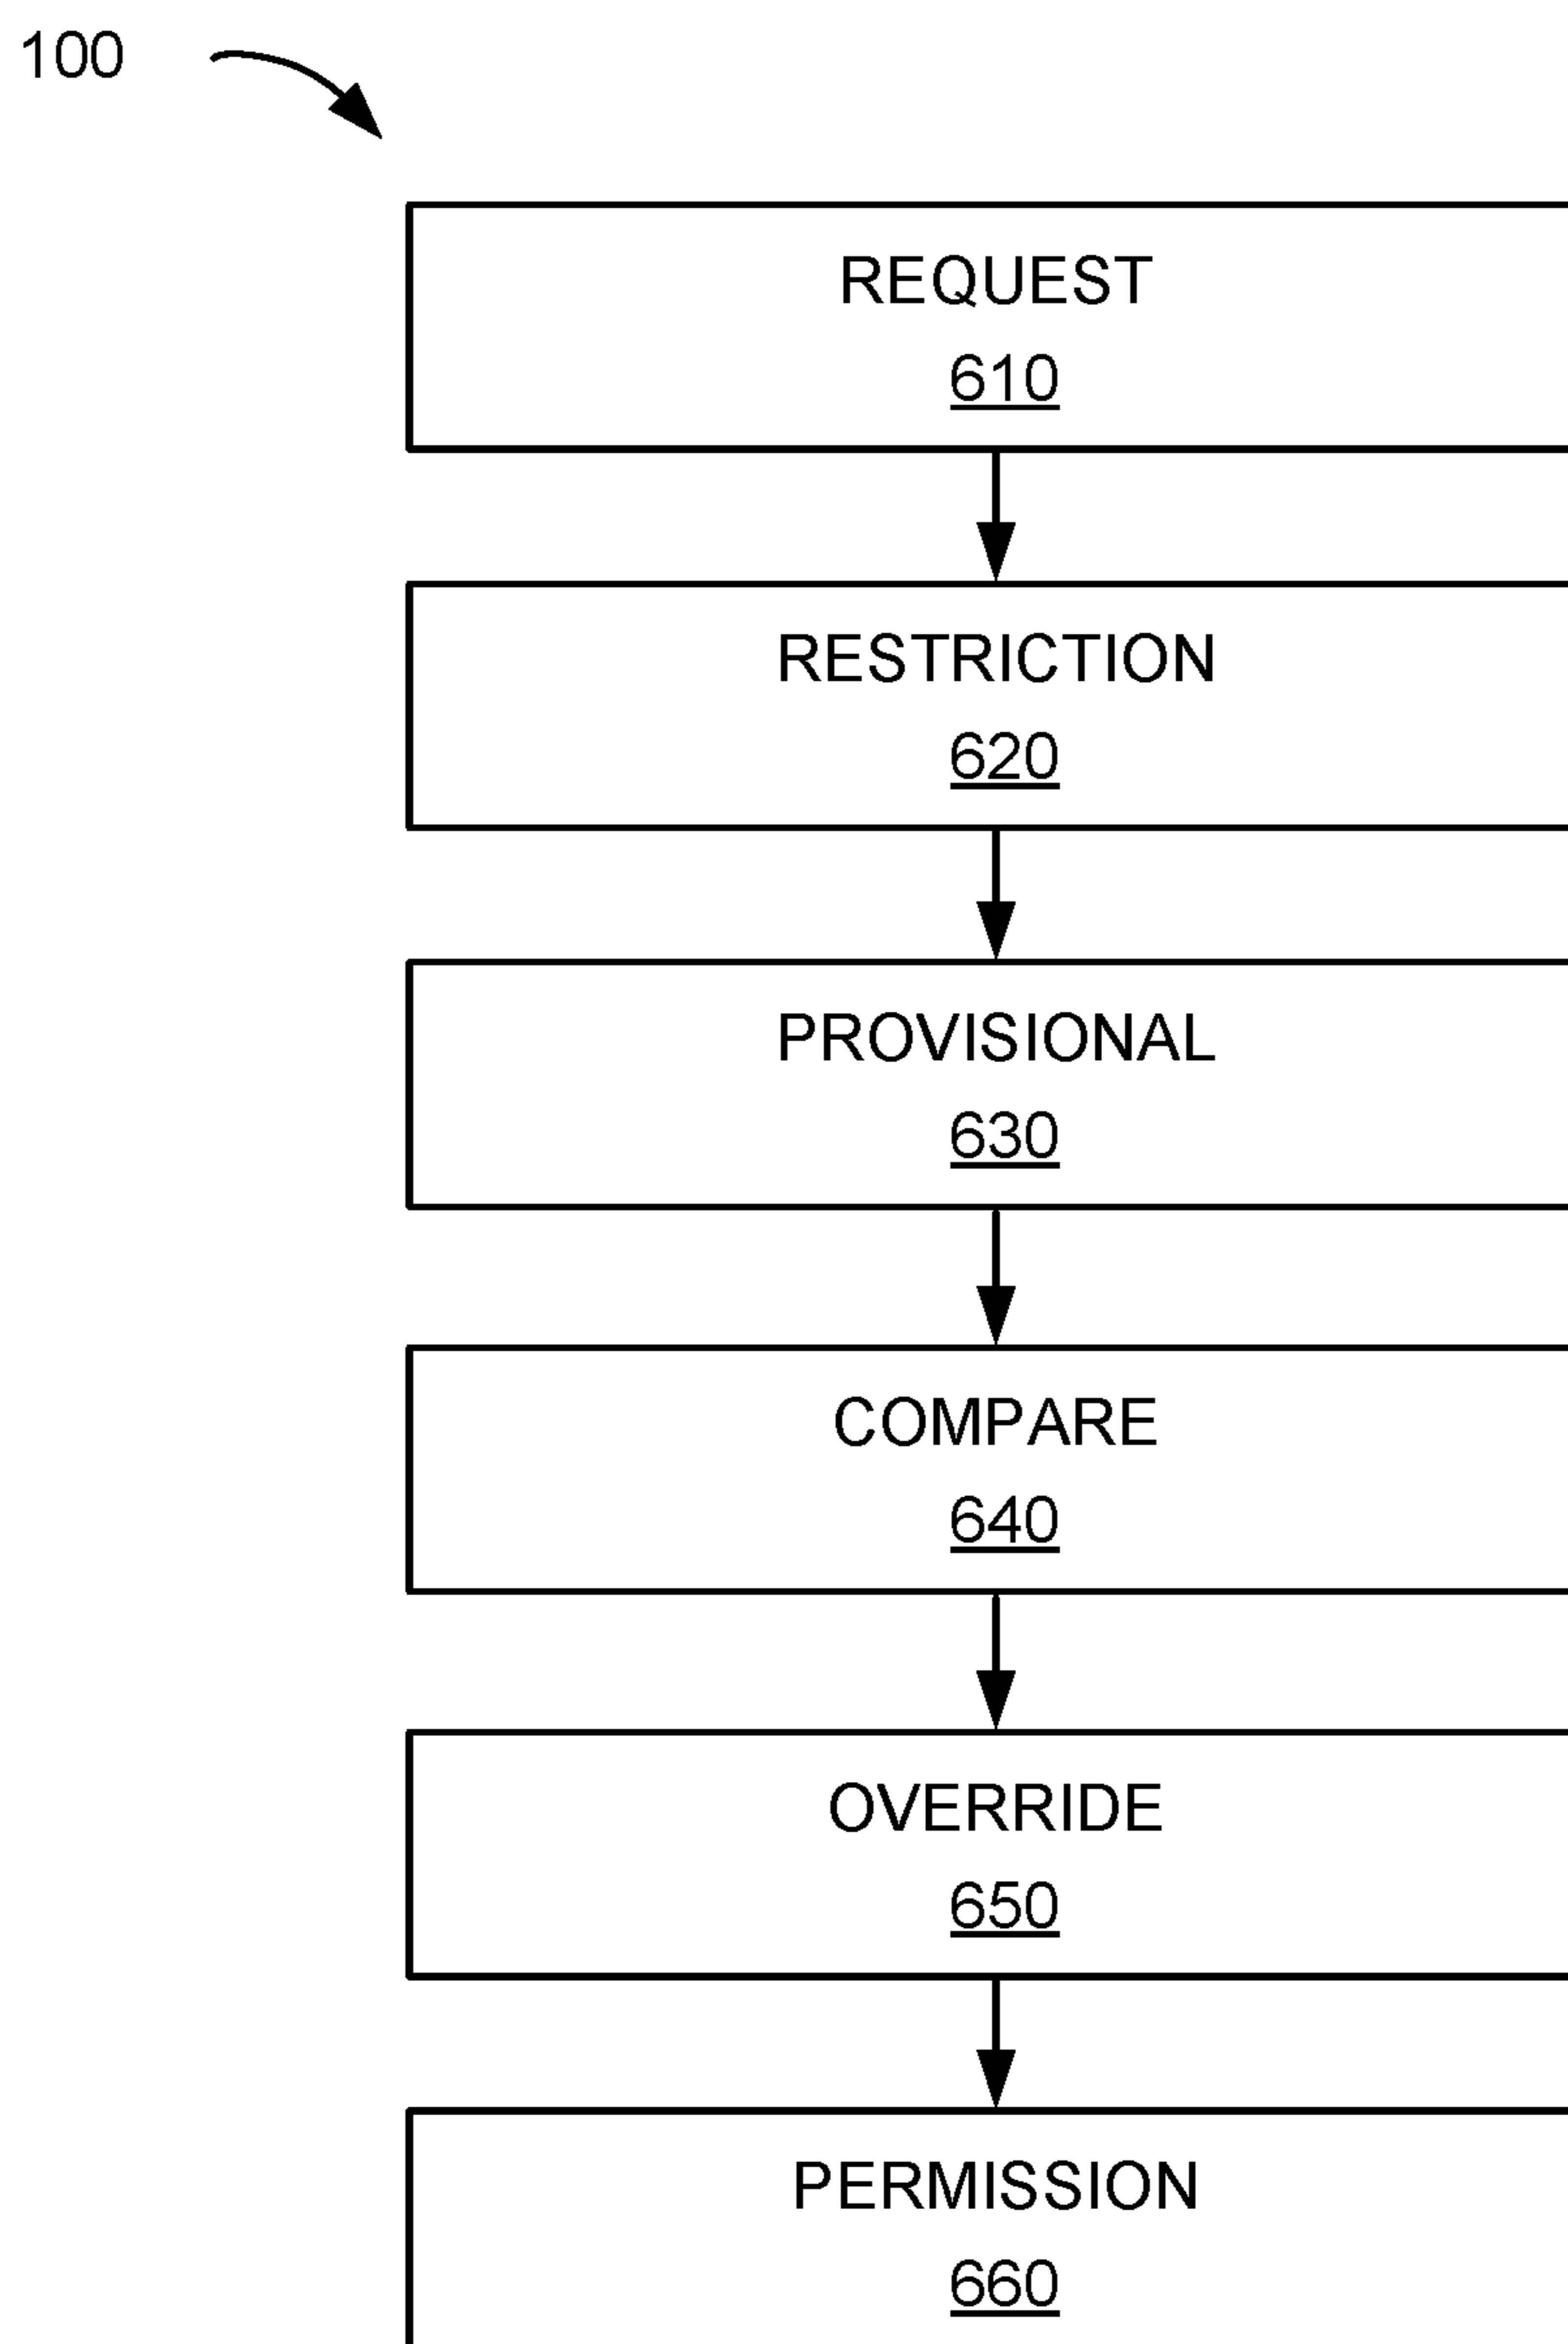 100
REQUEST
610
RESTRICTION
620
PROVISIONAL
630
COMPARE
640
OVERRIDE
650
PERMISSION
660